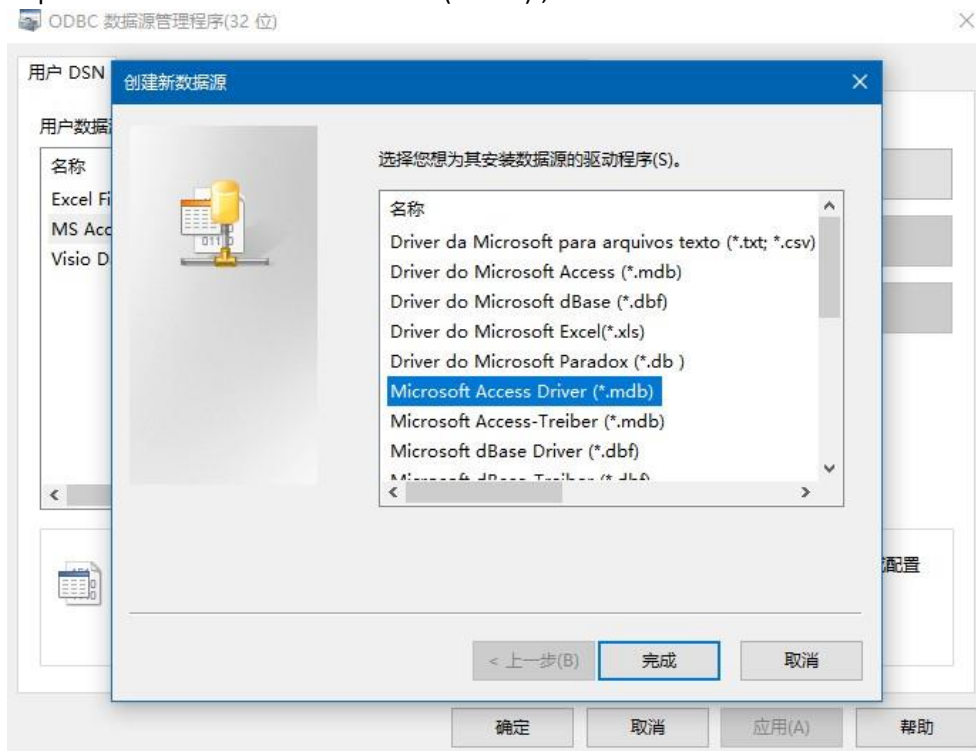 ODBC 数据源管理程序(32 位)
用户 DSN
创建新数据源
用户数据
名称
Excel Fi
MS Acc
Visio D
选择您想为其安装数据源的驱动程序(S)。
名称
Driver da Microsoft para arquivos texto (*.txt; *.csv)
Driver do Microsoft Access (*.mdb)
Driver do Microsoft dBase (*.dbf)
Driver do Microsoft Excel(*.xls)
Driver do Microsoft Paradox (*.db )
Microsoft Access Driver (*.mdb)
Microsoft Access-Treiber (*.mdb)
Microsoft dBase Driver (*.dbf)
Microsoft dBase-Treiber (*.dbf)
配置
< 上一步(B)
完成
取消
确定
取消
应用(A)
帮助